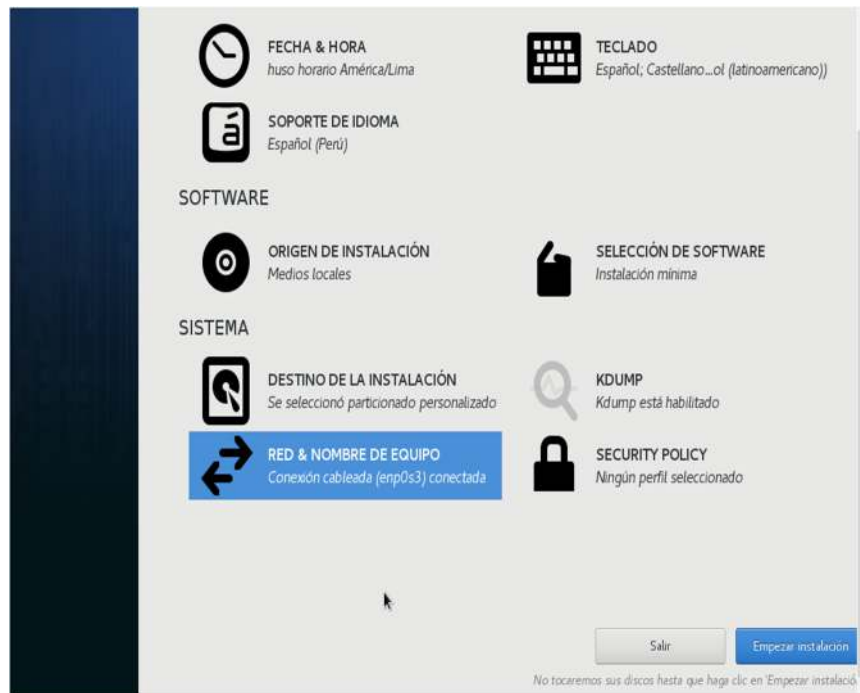 FECHA & HORA
huso horario América/Lima
TECLADO
Español; Castellano...ol (latinoamericano))
á
SOPORTE DE IDIOMA
Español (Perú)
SOFTWARE
ORIGEN DE INSTALACIÓN
Medios locales
SELECCIÓN DE SOFTWARE
Instalación mínima
SISTEMA
DESTINO DE LA INSTALACIÓN
Se seleccionó particionado personalizado
KDUMP
Kdump está habilitado
RED & NOMBRE DE EQUIPO
Conexión cableada (enp0s3) conectada
SECURITY POLICY
Ningún perfil seleccionado
Salir
Empezar instalación
No tocaremos sus discos hasta que haga clic en 'Empezar instalació